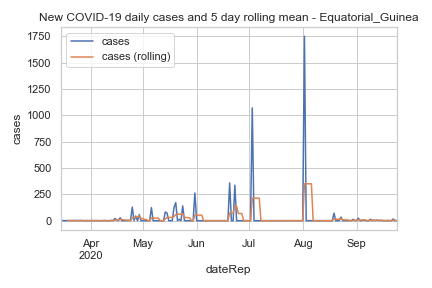 New COVID-19 daily cases and 5 day rolling mean - Equatorial_Guinea
cases
cases (rolling)
1750
1500
1250
1000
750
500
250
0
cases
Apr May Jun Jul Aug Sep
2020
dateRep